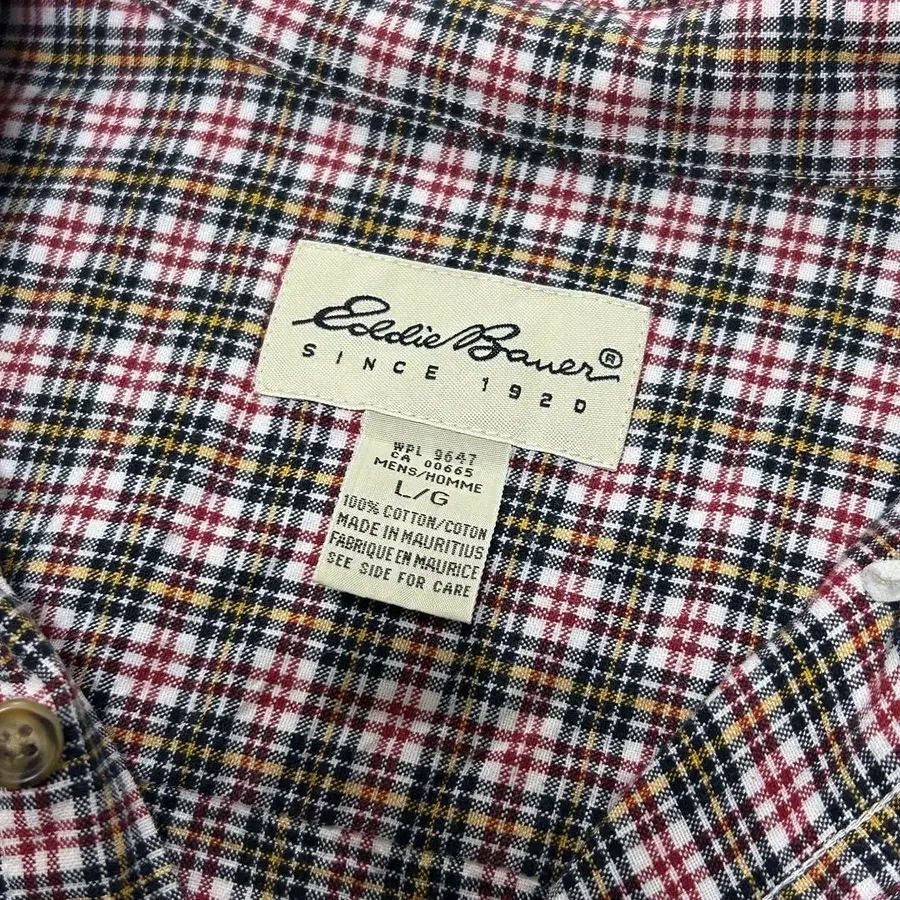 Eddie Bauer®
SINCE 1920
WPL 9647
CA 00665
MENS/HOMME
L/G
100% COTTON/COTON
MADE IN MAURITIUS
FABRIQUE EN MAURICE
SEE SIDE FOR CARE